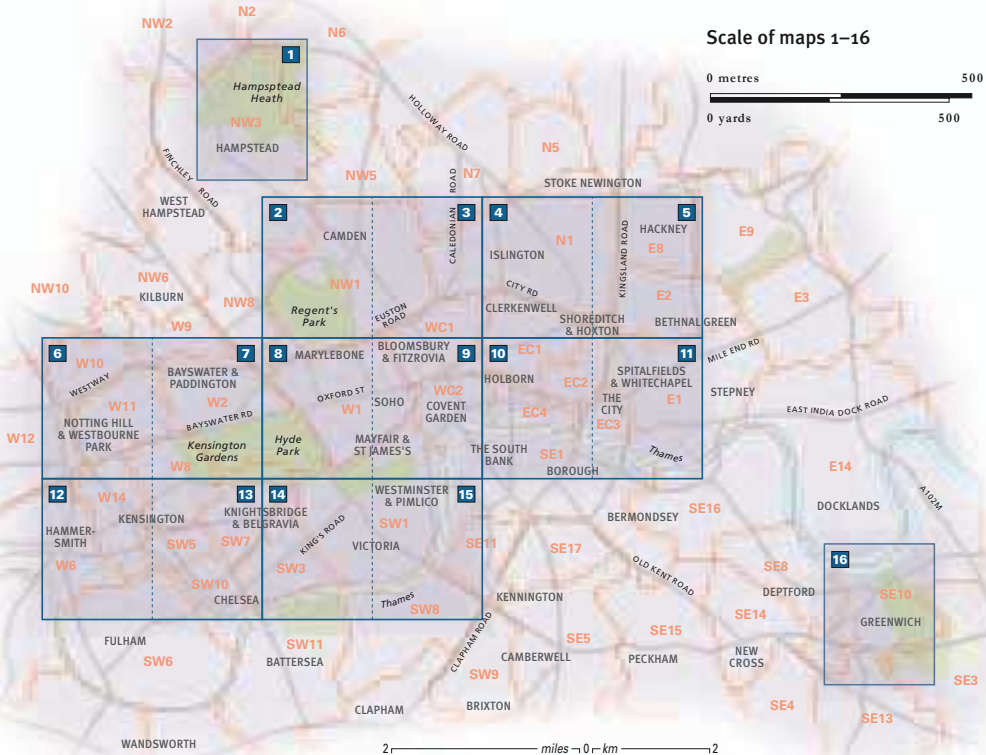 NW2
N2
N6
Scale of maps 1–16
0 metres 500
0 yards 500
1
Hampsptead
Heath
NW3
HAMPSTEAD
HOLLOWAY ROAD
FINCHLEY ROAD
N5
NW5
N7
STOKE NEWINGTON
WEST
HAMPSTEAD
2
CAMDEN
3
CALEDONIAN ROAD
4
N1
ISLINGTON
KINGSLAND ROAD
5
HACKNEY
E8
E9
NW10
NW6
KILBURN
NW8
NW1
Regent's
Park
EUSTON
ROAD
WC1
CITY RD
CLERKENWELL
SHOREDITCH
& HOXTON
E2
BETHNAL GREEN
E3
W9
6
W10
WESTWAY
W11
NOTTING HILL
& WESTBOURNE
PARK
W12
7
BAYSWATER &
PADDINGTON
W2
BAYSWATER RD
Kensington
Gardens
W8
8
MARYLEBONE
BLOOMSBURY
& FITZROVIA
9
OXFORD ST
W1
SOHO
WC2
COVENT
GARDEN
Hyde
Park
MAYFAIR &
ST JAMES'S
10
EC1
HOLBORN
EC2
EC4
THE
CITY
EC3
THE SOUTH
BANK
SE1
BOROUGH
11
SPITALFIELDS
& WHITECHAPEL
E1
Thames
MILE END RD
STEPNEY
EAST INDIA DOCK ROAD
E14
DOCKLANDS
A102M
12
W14
HAMMER-
SMITH
W6
KENSINGTON
13
SW5
SW7
SW10
CHELSEA
KNIGHTSBRIDGE
& BELGRAVIA
14
KING'S ROAD
SW3
WESTMINSTER
& PIMLICO
15
SW1
VICTORIA
SE11
Thames
SW8
BERMONDSEY
SE16
SE17
OLD KENT ROAD
KENNINGTON
SE8
DEPTFORD
SE14
16
SE10
GREENWICH
FULHAM
SW6
SW11
BATTERSEA
CLAPHAM ROAD
SE5
CAMBERWELL
SE15
PECKHAM
NEW
CROSS
SW9
BRIXTON
CLAPHAM
SE4
SE13
SE3
WANDSWORTH
2 miles 0 km 2